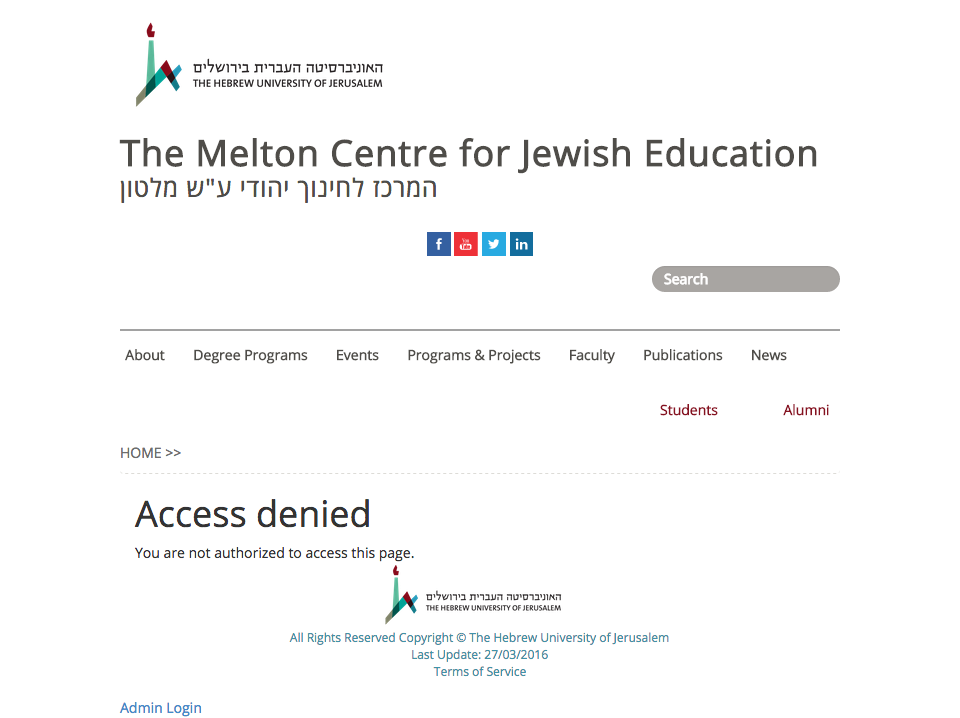 האוניברסיטה העברית בירושלים
THE HEBREW UNIVERSITY OF JERUSALEM
The Melton Centre for Jewish Education
המרכז לחינוך יהודי ע"ש מלטון
f You Tube in
Search
About Degree Programs Events Programs & Projects Faculty Publications News
Students Alumni
HOME >>
Access denied
You are not authorized to access this page.
האוניברסיטה העברית בירושלים
THE HEBREW UNIVERSITY OF JERUSALEM
All Rights Reserved Copyright © The Hebrew University of Jerusalem
Last Update: 27/03/2016
Terms of Service
Admin Login